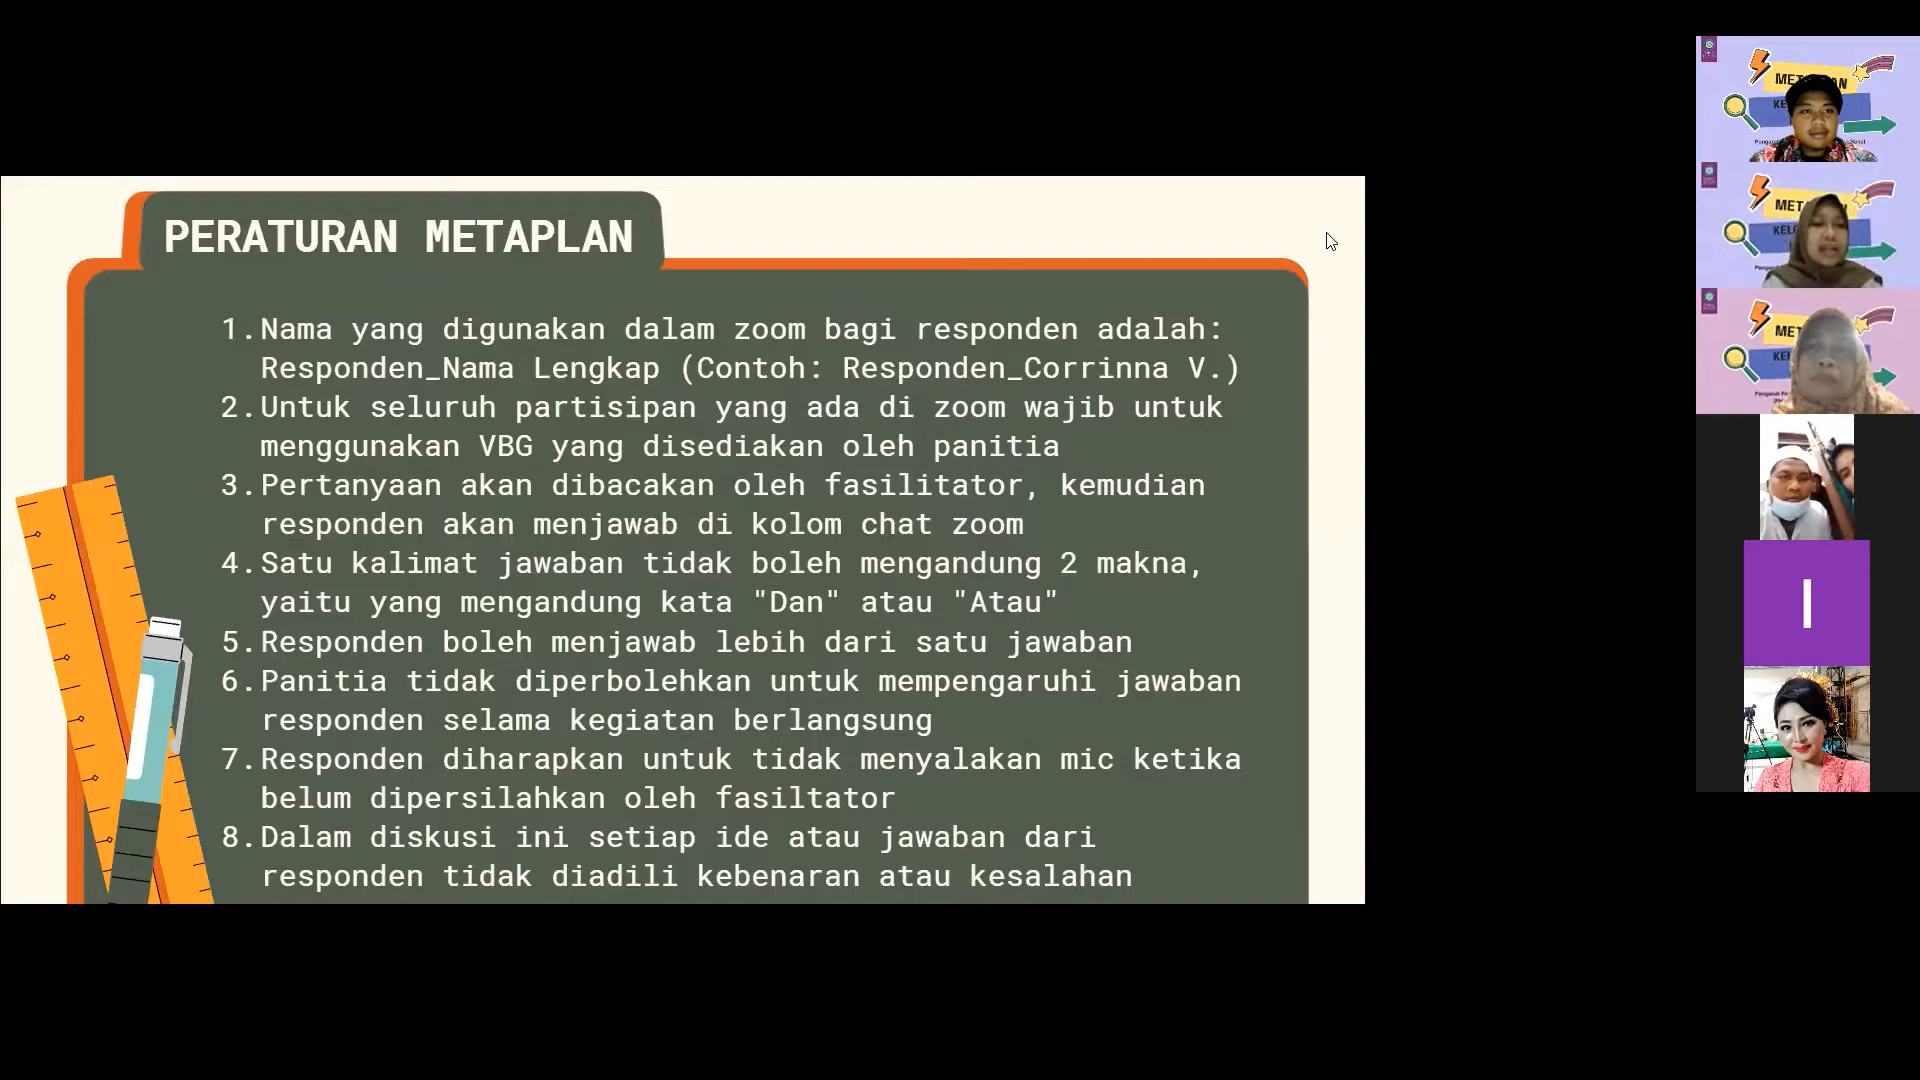 PERATURAN METAPLAN
1. Nama yang digunakan dalam zoom bagi responden adalah:
Responden_Nama Lengkap (Contoh: Responden_Corrinna V.)
2. Untuk seluruh partisipan yang ada di zoom wajib untuk
menggunakan VBG yang disediakan oleh panitia
3. Pertanyaan akan dibacakan oleh fasilitator, kemudian
responden akan menjawab di kolom chat zoom
4. Satu kalimat jawaban tidak boleh mengandung 2 makna,
yaitu yang mengandung kata "Dan" atau "Atau"
5. Responden boleh menjawab lebih dari satu jawaban
6. Panitia tidak diperbolehkan untuk mempengaruhi jawaban
responden selama kegiatan berlangsung
7. Responden diharapkan untuk tidak menyalakan mic ketika
belum dipersilahkan oleh fasiltator
8. Dalam diskusi ini setiap ide atau jawaban dari
responden tidak diadili kebenaran atau kesalahan
I